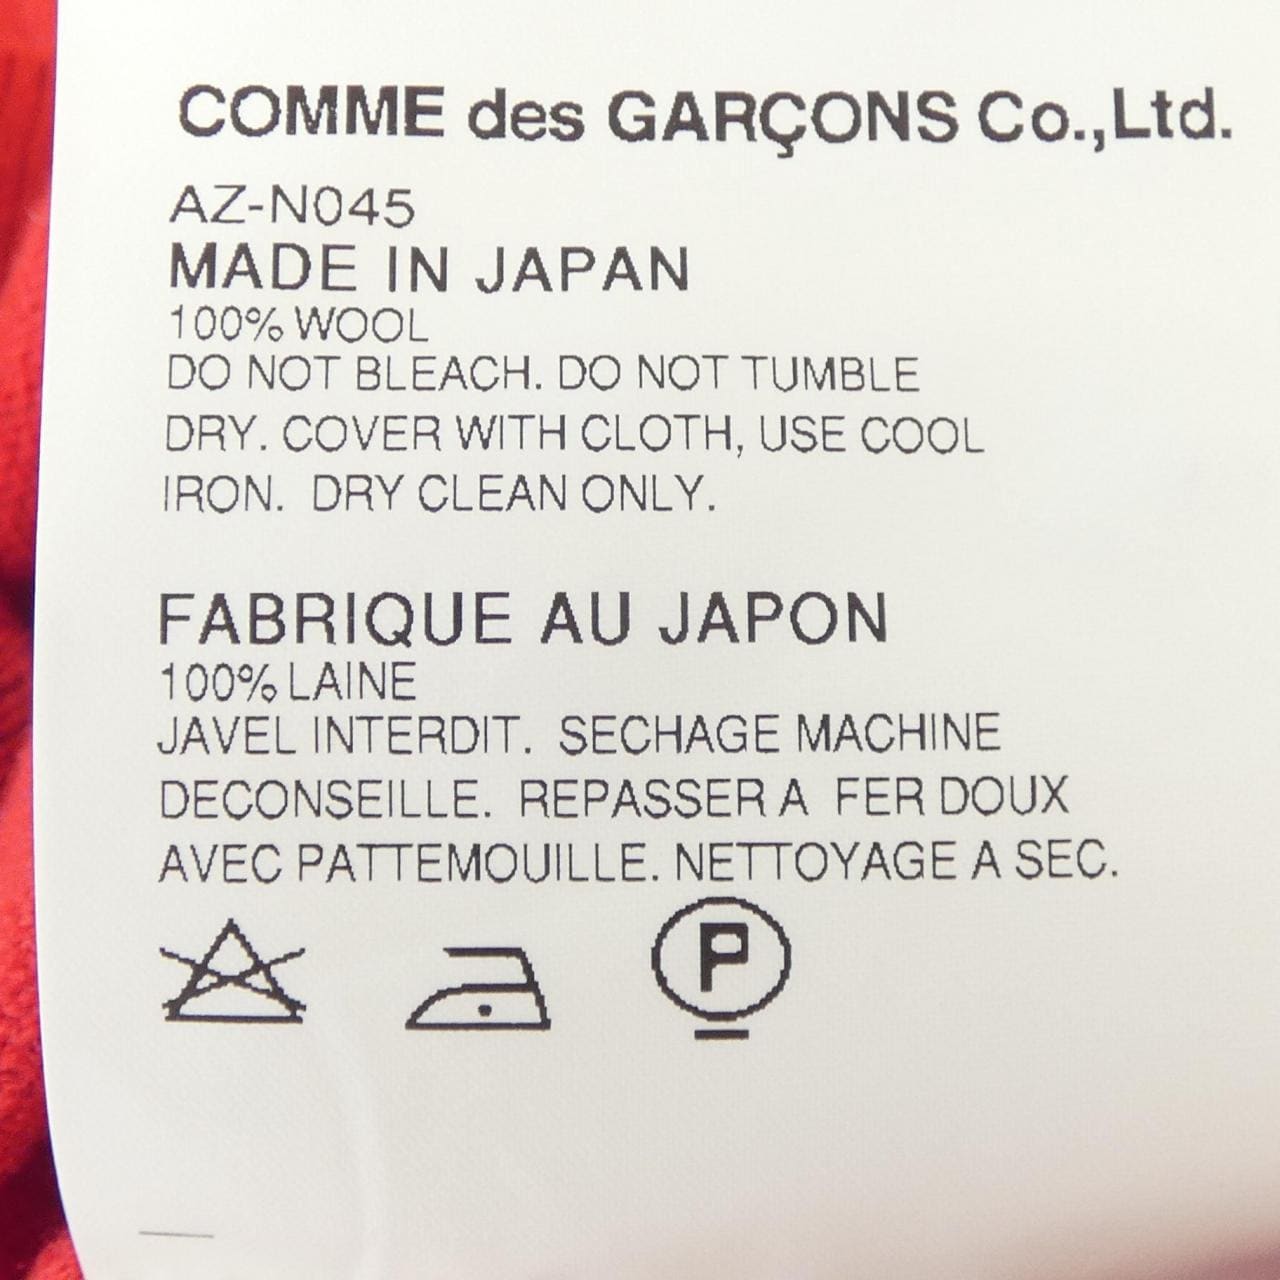 COMME des GARÇONS Co.,Ltd.
AZ-N045
MADE IN JAPAN
100% WOOL
DO NOT BLEACH. DO NOT TUMBLE
DRY. COVER WITH CLOTH, USE COOL
IRON. DRY CLEAN ONLY.
FABRIQUE AU JAPON
100% LAINE
JAVEL INTERDIT. SECHAGE MACHINE
DECONSEILLE. REPASSER A FER DOUX
AVEC PATTEMOUILLE. NETTOYAGE A SEC.
P